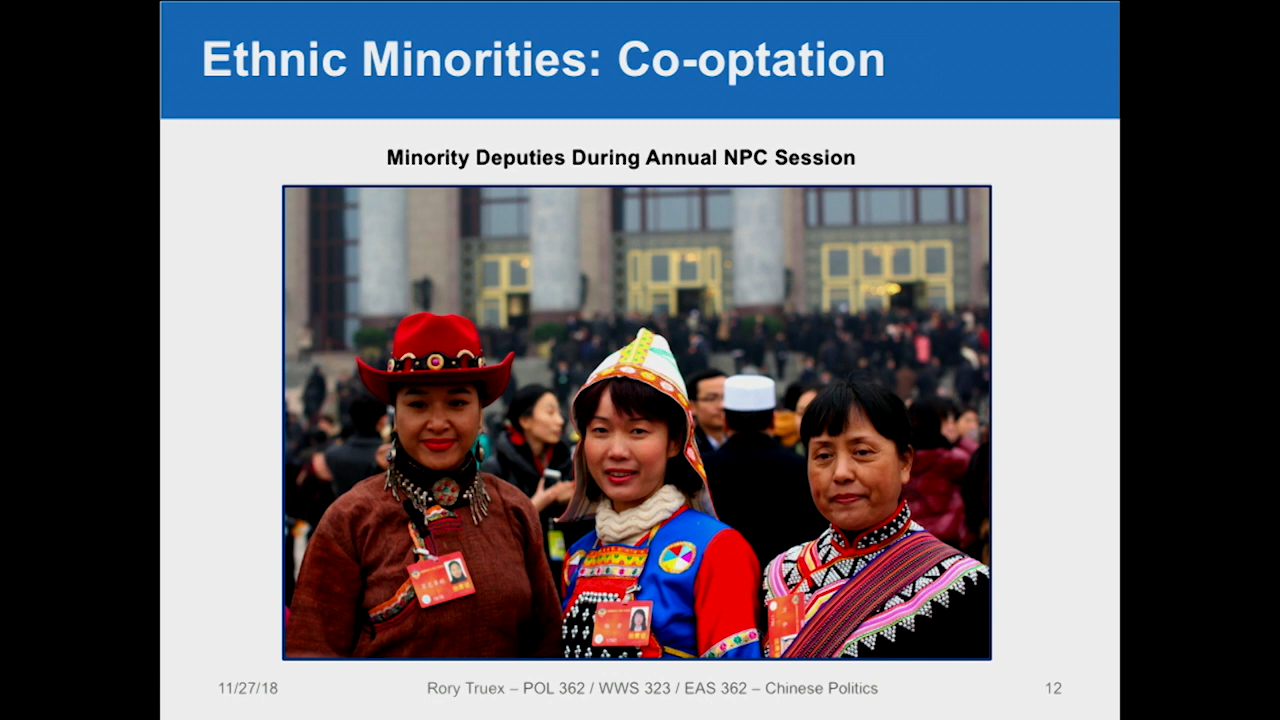 Ethnic Minorities: Co-optation
Minority Deputies During Annual NPC Session
11/27/18
Rory Truex – POL 362 / WWS 323 / EAS 362 – Chinese Politics
12